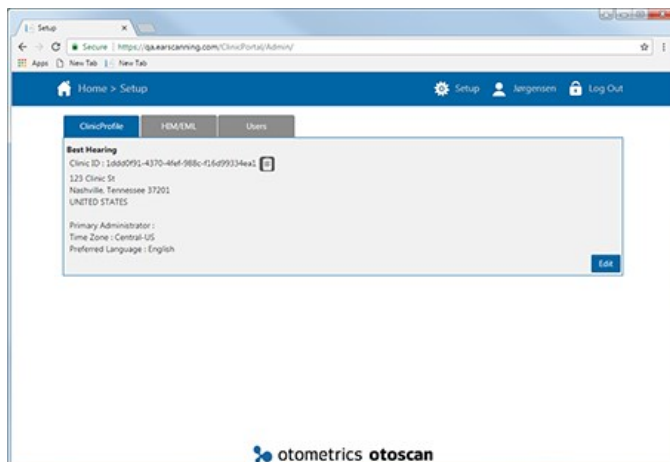 Setup
Secure | https://qa.earscanning.com/ClinicPortal/Admin/
Apps New Tab New Tab
Home > Setup
Setup Jørgensen Log Out
ClinicProfile HIM/EML Users
Best Hearing
Clinic ID : 1ddd0f91-4370-4fef-988c-f16d99334ea1
123 Clinic St
Nashville, Tennessee 37201
UNITED STATES
Primary Administrator :
Time Zone : Central-US
Preferred Language : English
Edit
otometrics otoscan